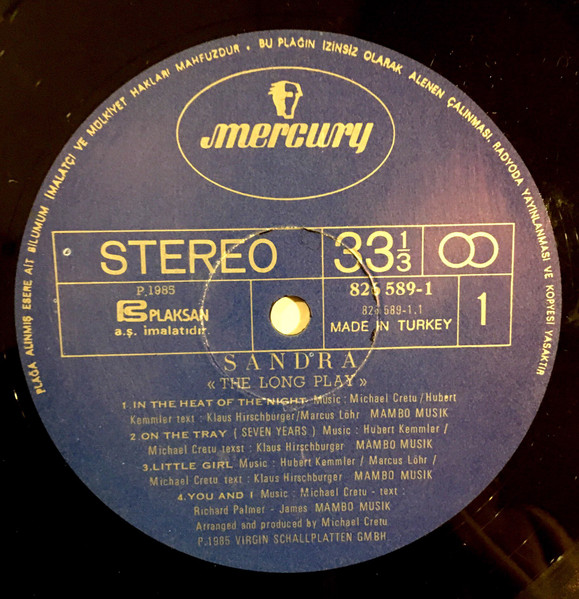 PLAĞA ALINMIŞ ESERE AİT BİLUMUM İMALATÇI VE MÜLKİYET HAKLARI MAHFUZDUR . BU PLAĞIN İZİNSİZ OLARAK ALENEN ÇALINMASI, RADYODA YAYINLANMASI VE KOPYESİ YASAKTIR
mercury
STEREO 33 1/3
P.1985
PLAKSAN
a.ş. imalatıdır.
826 589-1
826 589-1.1
MADE IN TURKEY
1
SANDRA
« THE LONG PLAY »
1.IN THE HEAT OF THE NIGHT Music : Michael Cretu / Hubert
Kemmler text : Klaus Hirschburger/Marcus Löhr MAMBO MUSIK
2.ON THE TRAY ( SEVEN YEARS ) Music : Hubert Kemmler /
Michael Cretu texst : Klaus Hirschburger MAMBO MUSIK
3.LITTLE GIRL Music : Hubert Kemmler / Marcus Löhr /
Michael Cretu text : Klaus Hirschburger MAMBO MUSIK
4.YOU AND I Music : Michael Cretu - text :
Richard Palmer - James MAMBO MUSIK
Arranged and produced by Michael Cretu
P.1985 VIRGIN SCHALLPLATTEN GMBH